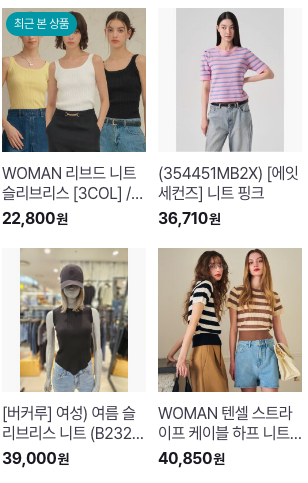 최근 본 상품
WOMAN 리브드 니트
슬리브리스 [3COL] /...
22,800원
(354451MB2X) [에잇
세컨즈] 니트 핑크
36,710원
[버커루] 여성) 여름 슬
리브리스 니트 (B232...
39,000원
WOMAN 텐셀 스트라
이프 케이블 하프 니트...
40,850원